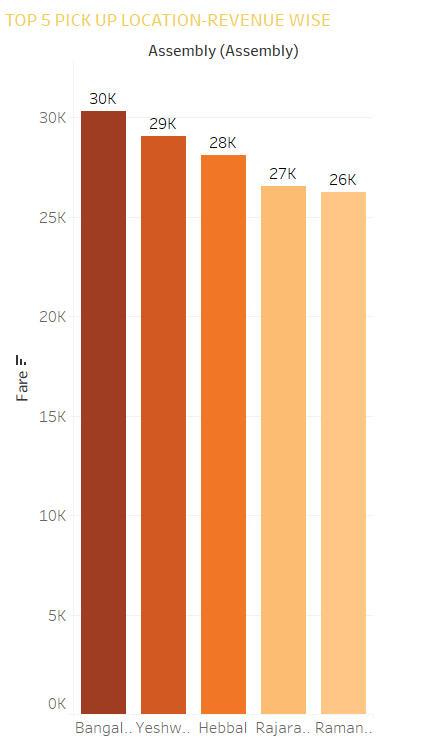 TOP 5 PICK UP LOCATION-REVENUE WISE
Assembly (Assembly)
30K
29K
28K
27K
26K
30K
25K
20K
15K
10K
5K
0K
Fare
Bangal.. Yeshw.. Hebbal Rajara.. Raman..